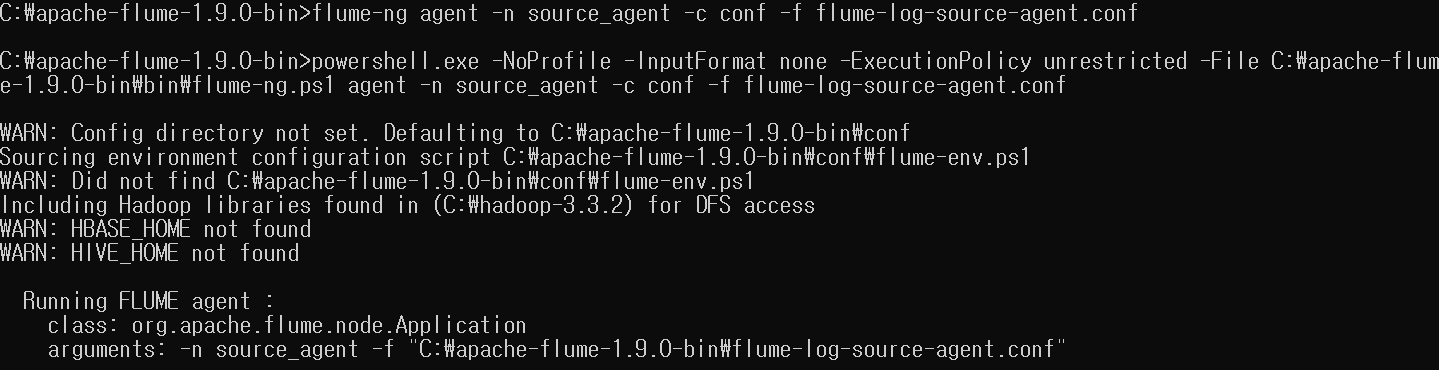 C:\apache-flume-1.9.0-bin>flume-ng agent -n source_agent -c conf -f flume-log-source-agent.conf
C:\apache-flume-1.9.0-bin>powershell.exe -NoProfile -InputFormat none -ExecutionPolicy unrestricted -File C:\apache-flum
e-1.9.0-bin\bin\flume-ng.ps1 agent -n source_agent -c conf -f flume-log-source-agent.conf
WARN: Config directory not set. Defaulting to C:\apache-flume-1.9.0-bin\conf
Sourcing environment configuration script C:\apache-flume-1.9.0-bin\conf\flume-env.ps1
WARN: Did not find C:\apache-flume-1.9.0-bin\conf\flume-env.ps1
Including Hadoop libraries found in (C:\hadoop-3.3.2) for DFS access
WARN: HBASE_HOME not found
WARN: HIVE_HOME not found
Running FLUME agent :
class: org.apache.flume.node.Application
arguments: -n source_agent -f "C:\apache-flume-1.9.0-bin\flume-log-source-agent.conf"